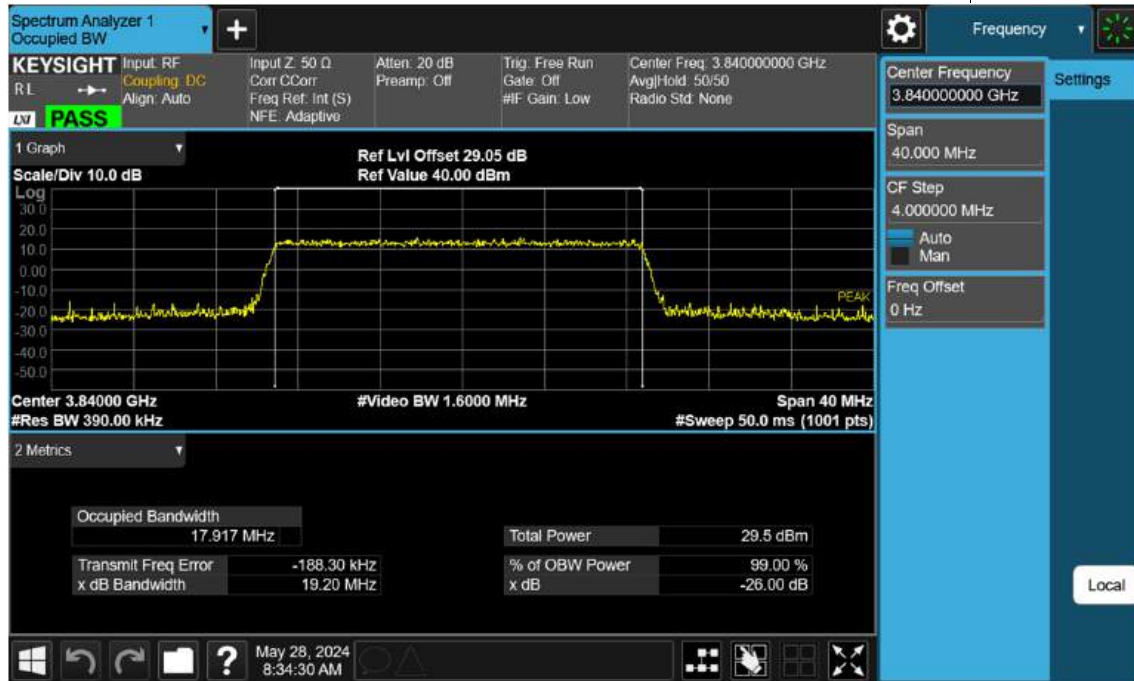 Spectrum Analyzer 1
Occupied BW
Frequency
KEYSIGHT
R L
LXI
PASS
Input: RF
Coupling: DC
Align: Auto
Input Z: 50 Ω
Corr CCorr
Freq Ref: Int (S)
NFE: Adaptive
Atten: 20 dB
Preamp: Off
Trig: Free Run
Gate: Off
#IF Gain: Low
Center Freq: 3.840000000 GHz
Avg|Hold: 50/50
Radio Std: None
1 Graph
Scale/Div 10.0 dB
Ref Lvl Offset 29.05 dB
Ref Value 40.00 dBm
Log
30.0
20.0
10.0
0.00
-10.0
-20.0
-30.0
-40.0
-50.0
PEAK
Center 3.84000 GHz
#Video BW 1.6000 MHz
Span 40 MHz
#Res BW 390.00 kHz
#Sweep 50.0 ms (1001 pts)
2 Metrics
Occupied Bandwidth
17.917 MHz
Total Power 29.5 dBm
Transmit Freq Error -188.30 kHz
% of OBW Power 99.00 %
x dB Bandwidth 19.20 MHz
x dB -26.00 dB
Center Frequency
3.840000000 GHz
Settings
Span
40.000 MHz
CF Step
4.000000 MHz
Auto
Man
Freq Offset
0 Hz
Local
?
May 28, 2024
8:34:30 AM